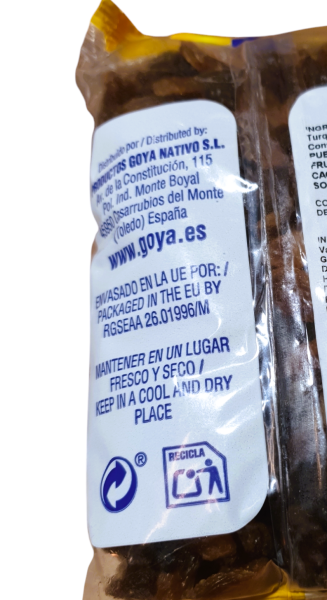 Distribuido por / Distributed by:
PRODUCTOS GOYA NATIVO S.L.
Av. de la Constitución, 115
Pol. Ind. Monte Boyal
45950 Casarrubios del Monte
(Toledo) España
www.goya.es
ENVASADO EN LA UE POR: /
PACKAGED IN THE EU BY
RGSEAA 26.01996/M
MANTENER EN UN LUGAR
FRESCO Y SECO /
KEEP IN A COOL AND DRY
PLACE
®
RECICLA